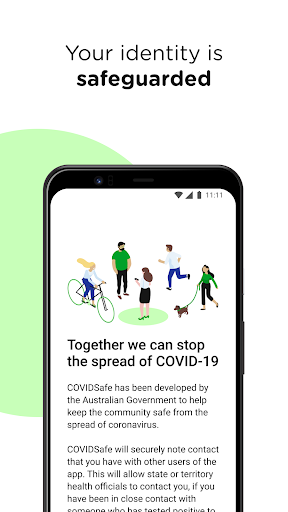 Your identity is
safeguarded
11:11
Together we can stop
the spread of COVID-19
COVIDSafe has been developed by
the Australian Government to help
keep the community safe from the
spread of coronavirus.
COVIDSafe will securely note contact
that you have with other users of the
app. This will allow state or territory
health officials to contact you, if you
have been in close contact with
someone who has tested positive to